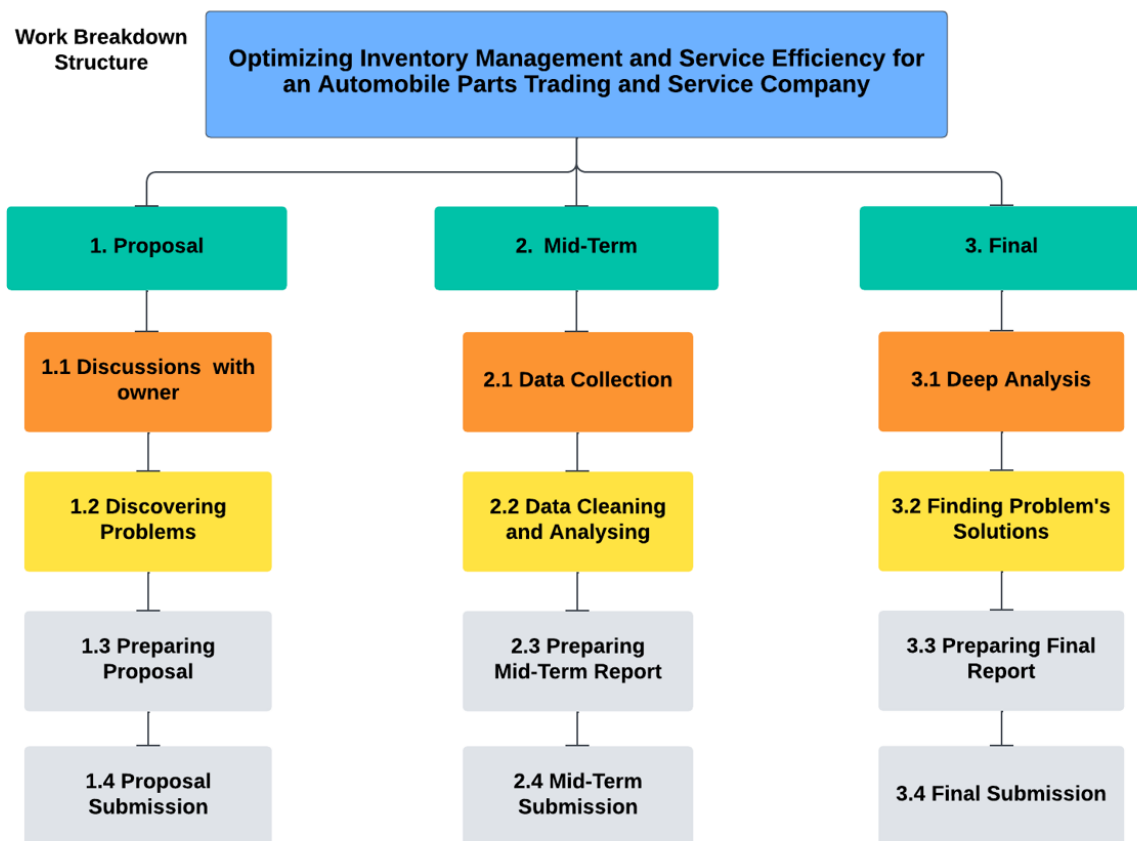 Work Breakdown
Structure
Optimizing Inventory Management and Service Efficiency for
an Automobile Parts Trading and Service Company
1. Proposal
2. Mid-Term
3. Final
1.1 Discussions with
owner
2.1 Data Collection
3.1 Deep Analysis
1.2 Discovering
Problems
2.2 Data Cleaning
and Analysing
3.2 Finding Problem's
Solutions
1.3 Preparing
Proposal
2.3 Preparing
Mid-Term Report
3.3 Preparing Final
Report
1.4 Proposal
Submission
2.4 Mid-Term
Submission
3.4 Final Submission